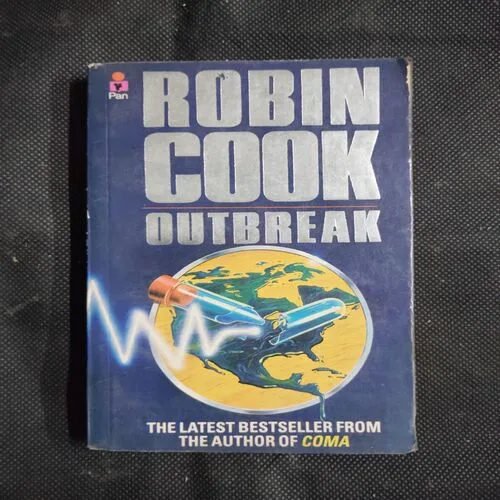 Pan
ROBIN
COOK
OUTBREAK
THE LATEST BESTSELLER FROM
THE AUTHOR OF COMA